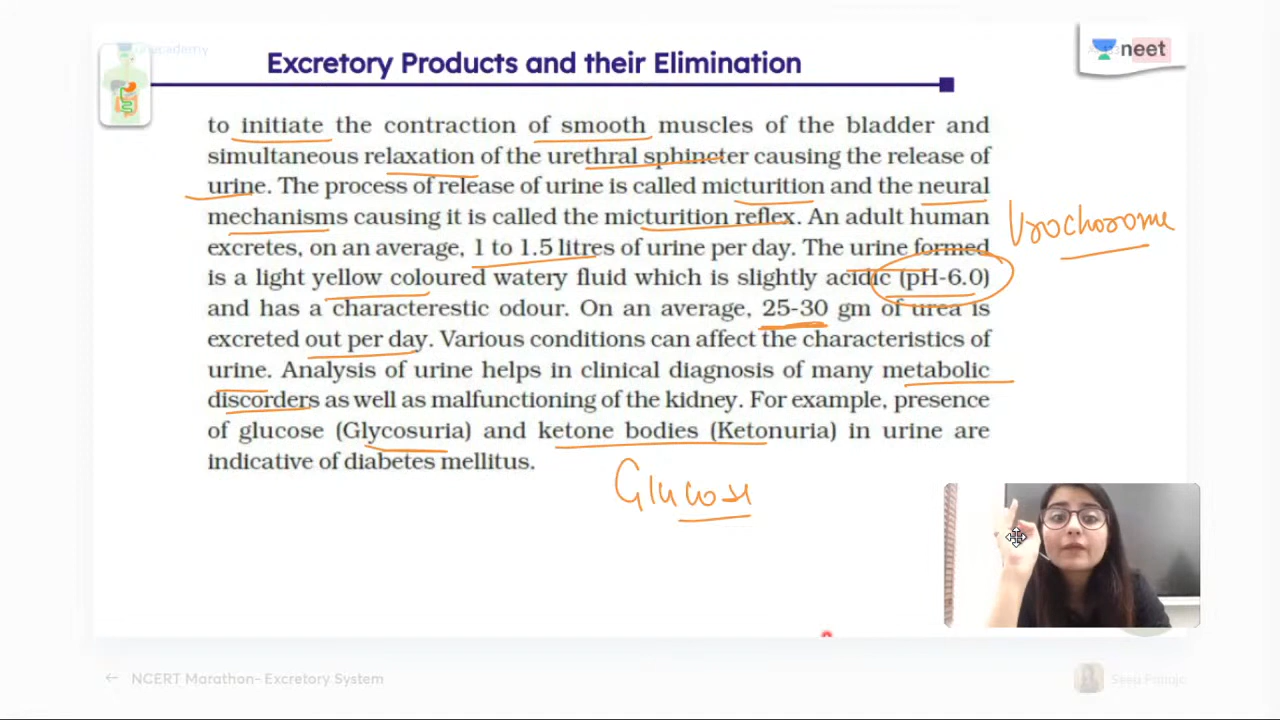 unacademy
Excretory Products and their Elimination
neet
to initiate the contraction of smooth muscles of the bladder and
simultaneous relaxation of the urethral sphincter causing the release of
urine. The process of release of urine is called micturition and the neural
mechanisms causing it is called the micturition reflex. An adult human
Urochorome
excretes, on an average, 1 to 1.5 litres of urine per day. The urine formed
is a light yellow coloured watery fluid which is slightly acidic (pH-6.0)
and has a characterestic odour. On an average, 25-30 gm of urea is
excreted out per day. Various conditions can affect the characteristics of
urine. Analysis of urine helps in clinical diagnosis of many metabolic
discorders as well as malfunctioning of the kidney. For example, presence
of glucose (Glycosuria) and ketone bodies (Ketonuria) in urine are
indicative of diabetes mellitus.
Glucose
← NCERT Marathon- Excretory System